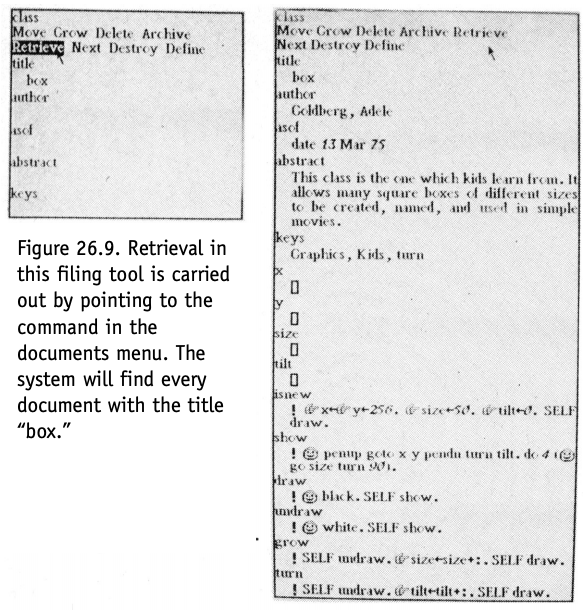 class
Move Grow Delete Archive
Retrieve Next Destroy Define
title
box
author
asof
abstract
keys
Figure 26.9. Retrieval in
this filing tool is carried
out by pointing to the
command in the
documents menu. The
system will find every
document with the title
“box.”
class
Move Grow Delete Archive Retrieve
Next Destroy Define
title
box
author
Goldberg, Adele
asof
date 13 Mar 75
abstract
This class is the one which kids learn from. It
allows many square boxes of different sizes
to be created, named, and used in simple
movies.
keys
Graphics, Kids, turn
x
▯
y
▯
size
▯
tilt
▯
isnew
! ☞x←☞y←256. ☞size←50. ☞tilt←0. SELF
draw.
show
! ☺ penup goto x y pendn turn tilt. do 4 (☺
go size turn 90).
draw
! ☺ black. SELF show.
undraw
! ☺ white. SELF show.
grow
! SELF undraw. ☞size←size+:. SELF draw.
turn
! SELF undraw. ☞tilt←tilt+:. SELF draw.